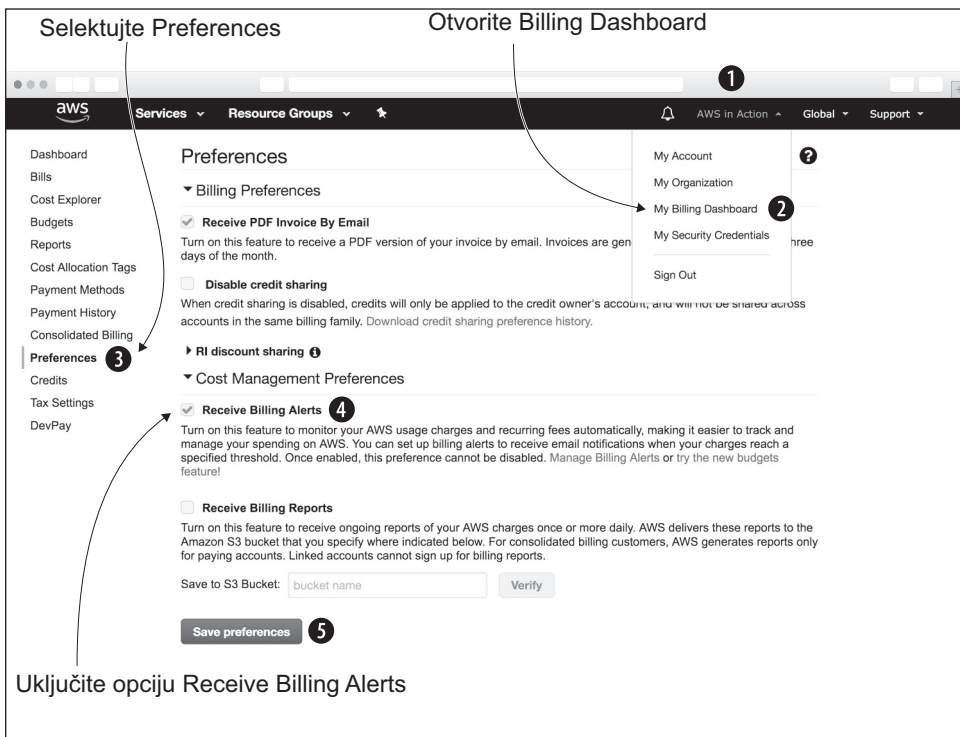 Selektujte Preferences
Otvorite Billing Dashboard
1
aws
Services
Resource Groups
AWS in Action
Global
Support
Dashboard
Bills
Cost Explorer
Budgets
Reports
Cost Allocation Tags
Payment Methods
Payment History
Consolidated Billing
Preferences 3
Credits
Tax Settings
DevPay
My Account
My Organization
My Billing Dashboard 2
My Security Credentials
Sign Out
?
Preferences
Billing Preferences
Receive PDF Invoice By Email
Turn on this feature to receive a PDF version of your invoice by email. Invoices are
days of the month.
Disable credit sharing
When credit sharing is disabled, credits will only be applied to the credit owner's account, and will not be shared across
accounts in the same billing family. Download credit sharing preference history.
RI discount sharing i
Cost Management Preferences
Receive Billing Alerts 4
Turn on this feature to monitor your AWS usage charges and recurring fees automatically, making it easier to track and
manage your spending on AWS. You can set up billing alerts to receive email notifications when your charges reach a
specified threshold. Once enabled, this preference cannot be disabled. Manage Billing Alerts or try the new budgets
feature!
Receive Billing Reports
Turn on this feature to receive ongoing reports of your AWS charges once or more daily. AWS delivers these reports to the
Amazon S3 bucket that you specify where indicated below. For consolidated billing customers, AWS generates reports only
for paying accounts. Linked accounts cannot sign up for billing reports.
Save to S3 Bucket: bucket name Verify
Save preferences 5
Uključite opciju Receive Billing Alerts